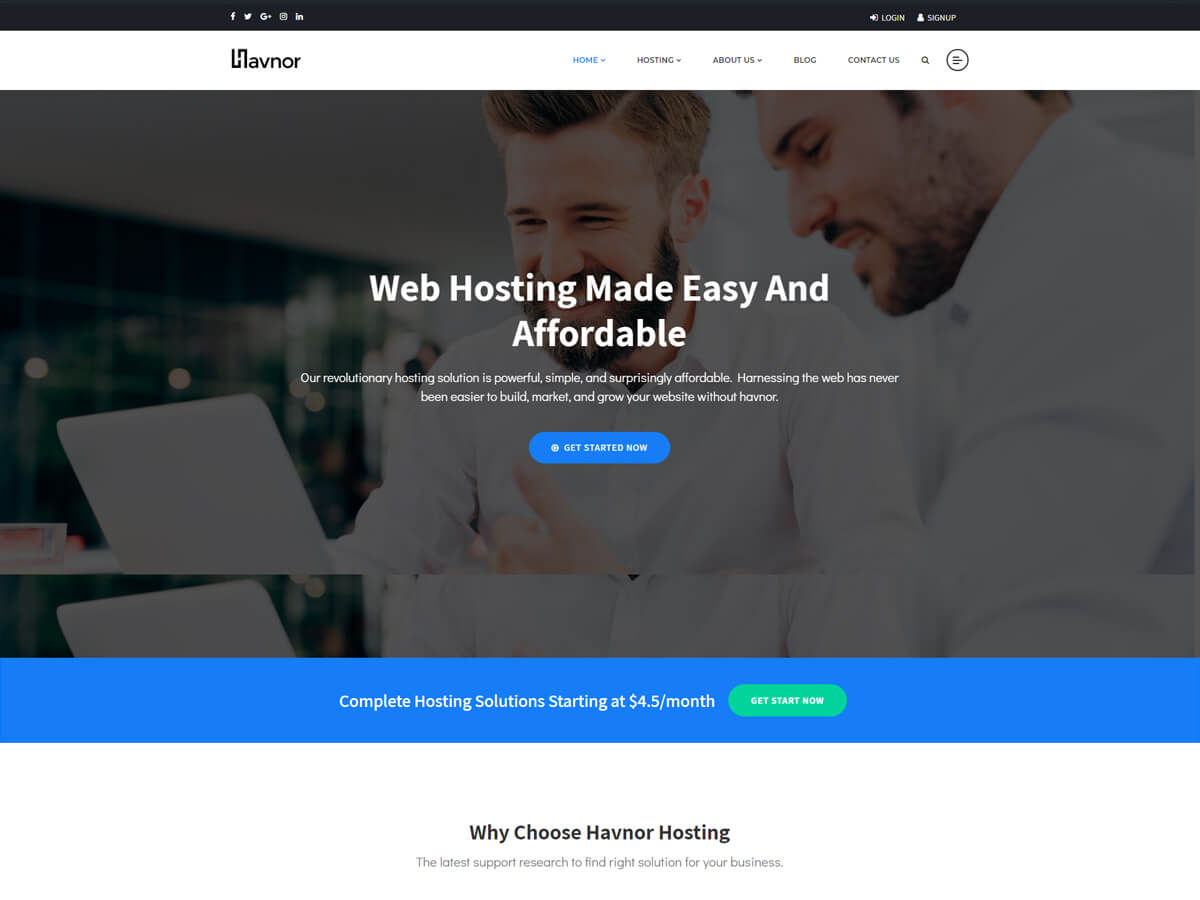 LOGIN SIGNUP
Havnor
HOME HOSTING ABOUT US BLOG CONTACT US
Web Hosting Made Easy And
Affordable
Our revolutionary hosting solution is powerful, simple, and surprisingly affordable. Harnessing the web has never
been easier to build, market, and grow your website without havnor.
GET STARTED NOW
Complete Hosting Solutions Starting at $4.5/month
GET START NOW
Why Choose Havnor Hosting
The latest support research to find right solution for your business.